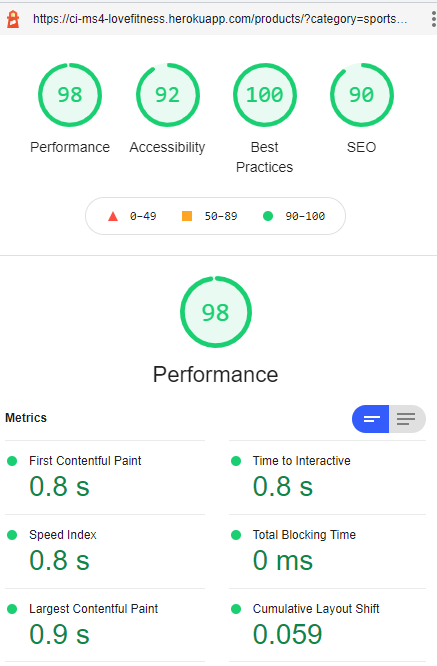 https://ci-ms4-lovefitness.herokuapp.com/products/?category=sports…
98 92 100 90
Performance Accessibility Best Practices SEO
0–49 50–89 90–100
98
Performance
Metrics
First Contentful Paint
0.8 s
Time to Interactive
0.8 s
Speed Index
0.8 s
Total Blocking Time
0 ms
Largest Contentful Paint
0.9 s
Cumulative Layout Shift
0.059